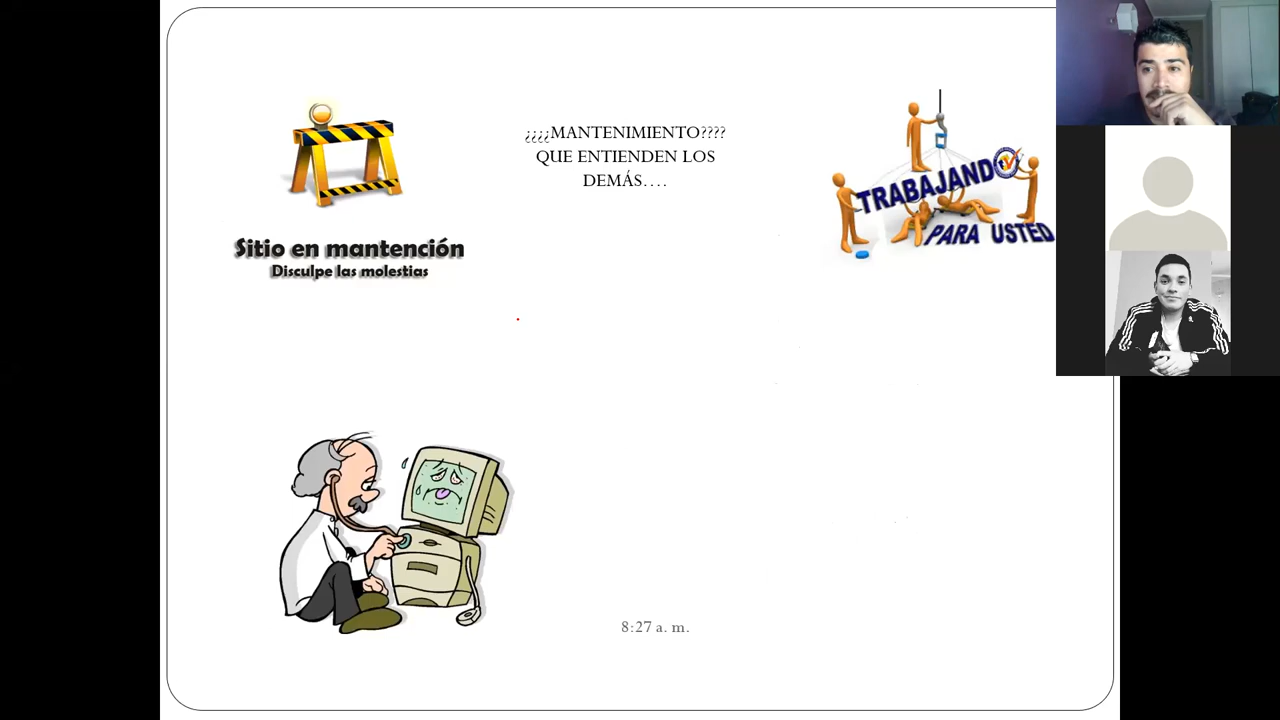 ¿¿¿¿MANTENIMIENTO????
QUE ENTIENDEN LOS
DEMÁS….
TRABAJANDO
PARA USTED
Sitio en mantención
Disculpe las molestias
8:27 a. m.